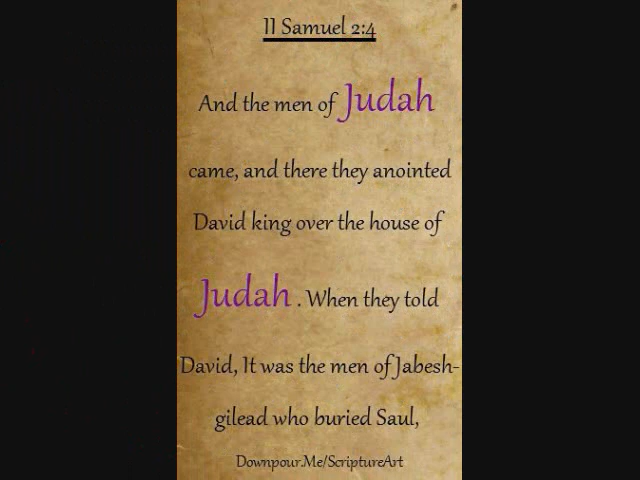 II Samuel 2:4
And the men of Judah
came, and there they anointed
David king over the house of
Judah . When they told
David, It was the men of Jabesh-
gilead who buried Saul,
Downpour.Me/ScriptureArt